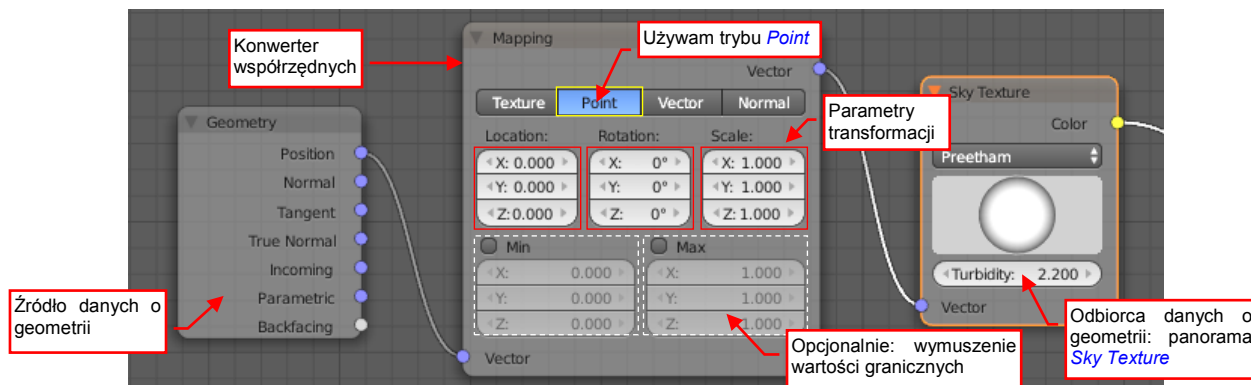 Konwerter
współrzędnych
Mapping
Używam trybu Point
Vector
Texture Point Vector Normal
Location: Rotation: Scale:
X: 0.000 X: 0° X: 1.000
Y: 0.000 Y: 0° Y: 1.000
Z: 0.000 Z: 0° Z: 1.000
Min Max
X: 0.000 X: 1.000
Y: 0.000 Y: 1.000
Z: 0.000 Z: 1.000
Vector
Parametry
transformacji
Geometry
Position
Normal
Tangent
True Normal
Incoming
Parametric
Backfacing
Źródło danych o
geometrii
Opcjonalnie: wymuszenie
wartości granicznych
Sky Texture
Color
Preetham
Turbidity: 2.200
Vector
Odbiorca danych o
geometrii: panorama
Sky Texture